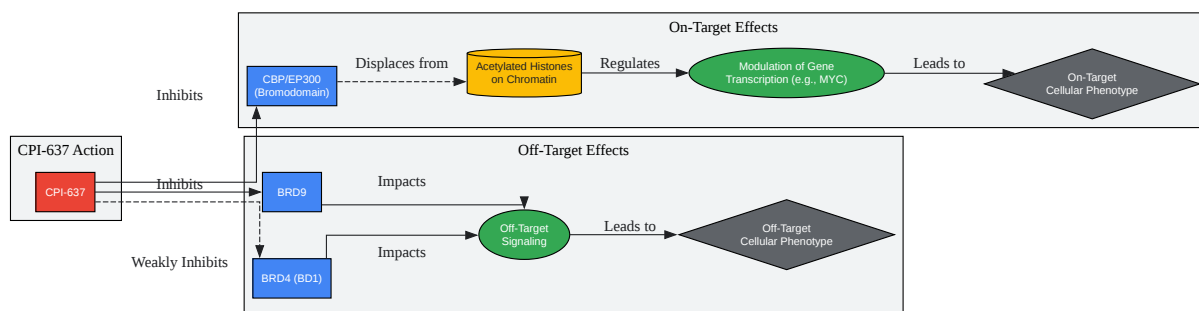 On-Target Effects
CBP/EP300
(Bromodomain)
Displaces from
Acetylated Histones
on Chromatin
Regulates
Modulation of Gene
Transcription (e.g., MYC)
Leads to
On-Target
Cellular Phenotype
Inhibits
CPI-637 Action
CPI-637
Inhibits
Weakly Inhibits
Off-Target Effects
BRD9
Impacts
BRD4 (BD1)
Impacts
Off-Target
Signaling
Leads to
Off-Target
Cellular Phenotype